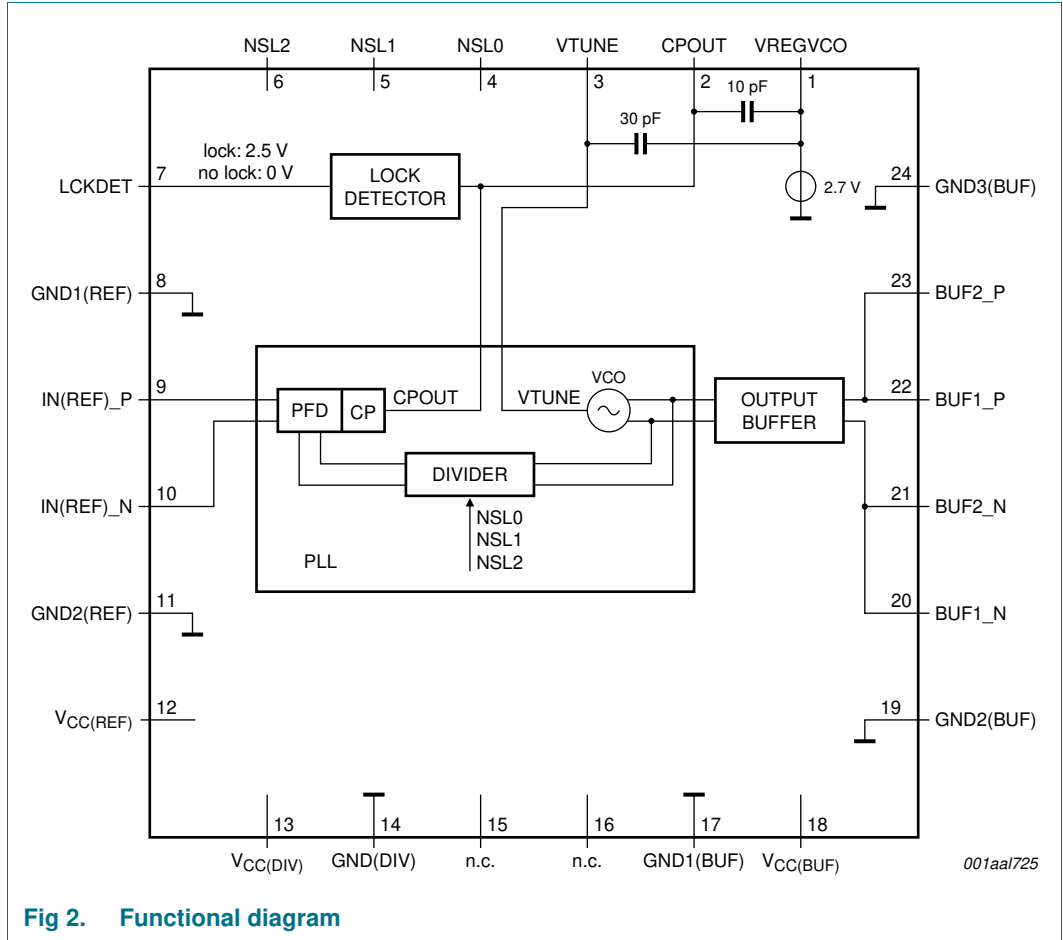 NSL2 NSL1 NSL0 VTUNE CPOUT VREGVCO
6 5 4 3 2 1
10 pF
30 pF
lock: 2.5 V
no lock: 0 V
LCKDET 7
LOCK
DETECTOR
2.7 V
24 GND3(BUF)
8
GND1(REF)
23 BUF2_P
9
IN(REF)_P
PFD CP CPOUT
VTUNE VCO
OUTPUT
BUFFER
22 BUF1_P
DIVIDER
10
IN(REF)_N
NSL0
NSL1
NSL2
PLL
21 BUF2_N
11
GND2(REF)
20 BUF1_N
12
VCC(REF)
19 GND2(BUF)
13 14 15 16 17 18
VCC(DIV) GND(DIV) n.c. n.c. GND1(BUF) VCC(BUF)
001aal725
Fig 2. Functional diagram